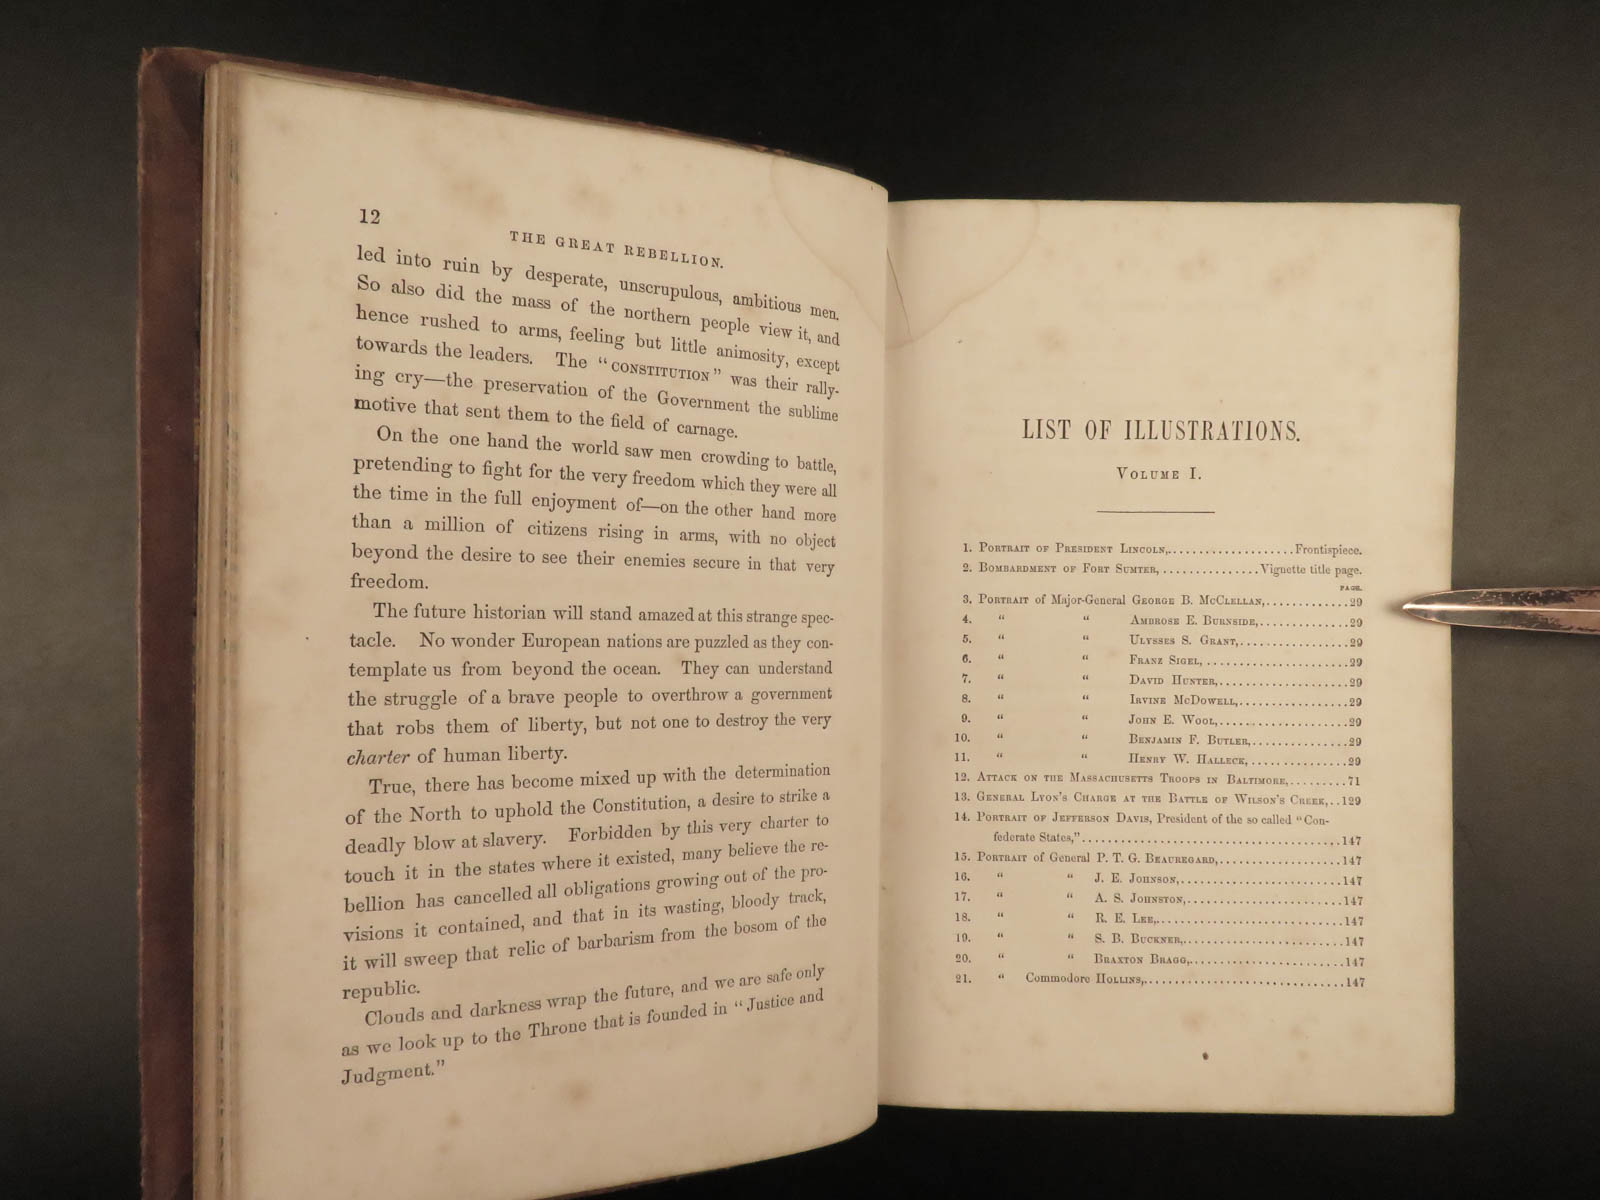 12
THE GREAT REBELLION.
led into ruin by desperate, unscrupulous, ambitious men.
So also did the mass of the northern people view it, and
hence rushed to arms, feeling but little animosity, except
towards the leaders. The “CONSTITUTION” was their rally-
ing cry—the preservation of the Government the sublime
motive that sent them to the field of carnage.
On the one hand the world saw men crowding to battle,
pretending to fight for the very freedom which they were all
the time in the full enjoyment of—on the other hand more
than a million of citizens rising in arms, with no object
beyond the desire to see their enemies secure in that very
freedom.
The future historian will stand amazed at this strange spec-
tacle. No wonder European nations are puzzled as they con-
template us from beyond the ocean. They can understand
the struggle of a brave people to overthrow a government
that robs them of liberty, but not one to destroy the very
charter of human liberty.
True, there has become mixed up with the determination
of the North to uphold the Constitution, a desire to strike a
deadly blow at slavery. Forbidden by this very charter to
touch it in the states where it existed, many believe the re-
bellion has cancelled all obligations growing out of the pro-
visions it contained, and that in its wasting, bloody track,
it will sweep that relic of barbarism from the bosom of the
republic.
Clouds and darkness wrap the future, and we are safe only
as we look up to the Throne that is founded in “Justice and
Judgment.”
LIST OF ILLUSTRATIONS.
VOLUME I.
1. PORTRAIT OF PRESIDENT LINCOLN,.....................Frontispiece.
2. BOMBARDMENT OF FORT SUMTER,...............Vignette title page.
PAGE.
3. PORTRAIT of Major-General GEORGE B. MCCLELLAN,.............29
4. “ “ AMBROSE E. BURNSIDE,...............29
5. “ “ ULYSSES S. GRANT,..................29
6. “ “ FRANZ SIGEL,.......................29
7. “ “ DAVID HUNTER,......................29
8. “ “ IRVINE MCDOWELL,..................29
9. “ “ JOHN E. WOOL,......................29
10. “ “ BENJAMIN F. BUTLER,................29
11. “ “ HENRY W. HALLECK,................29
12. ATTACK ON THE MASSACHUSETTS TROOPS IN BALTIMORE,.........71
13. GENERAL LYON’S CHARGE AT THE BATTLE OF WILSON’S CREEK,..129
14. PORTRAIT OF JEFFERSON DAVIS, President of the so called “Con-
federate States,”..........................................147
15. PORTRAIT of General P. T. G. BEAUREGARD,....................147
16. “ “ J. E. JOHNSON,..........................147
17. “ “ A. S. JOHNSTON,.........................147
18. “ “ R. E. LEE,..............................147
19. “ “ S. B. BUCKNER,..........................147
20. “ “ BRAXTON BRAGG,.........................147
21. “ Commodore HOLLINS,.................................147